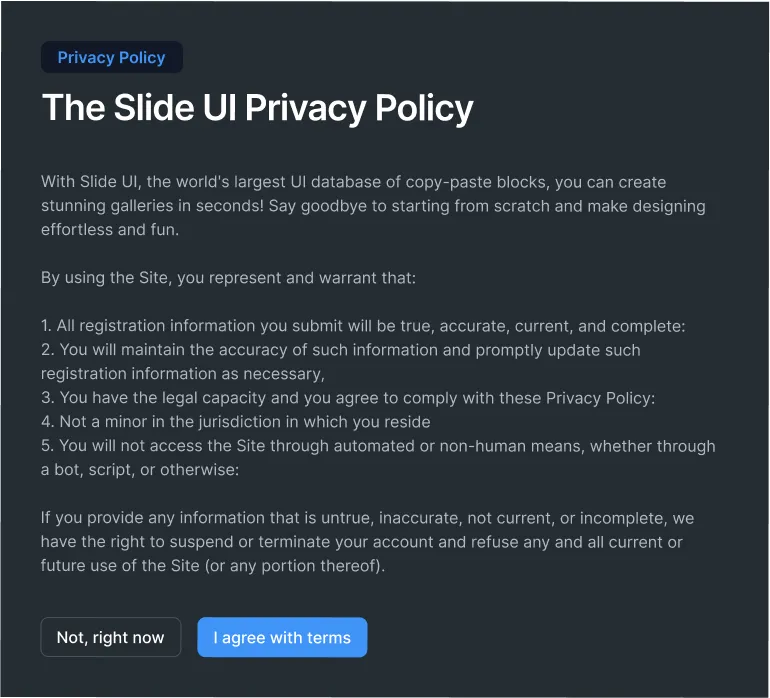 Privacy Policy
The Slide UI Privacy Policy
With Slide UI, the world's largest UI database of copy-paste blocks, you can create
stunning galleries in seconds! Say goodbye to starting from scratch and make designing
effortless and fun.
By using the Site, you represent and warrant that:
1. All registration information you submit will be true, accurate, current, and complete:
2. You will maintain the accuracy of such information and promptly update such
registration information as necessary,
3. You have the legal capacity and you agree to comply with these Privacy Policy:
4. Not a minor in the jurisdiction in which you reside
5. You will not access the Site through automated or non-human means, whether through
a bot, script, or otherwise:
If you provide any information that is untrue, inaccurate, not current, or incomplete, we
have the right to suspend or terminate your account and refuse any and all current or
future use of the Site (or any portion thereof).
Not, right now
I agree with terms